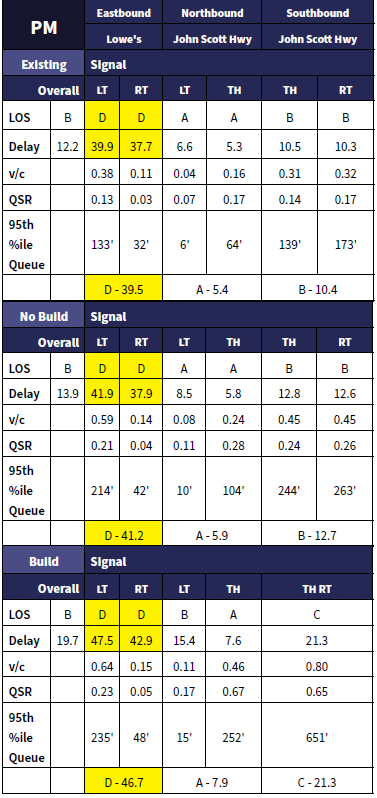 PM Eastbound Northbound Southbound
Lowe's John Scott Hwy John Scott Hwy
Existing Signal
Overall LT RT LT TH TH RT
LOS B D D A A B B
Delay 12.2 39.9 37.7 6.6 5.3 10.5 10.3
v/c 0.38 0.11 0.04 0.16 0.31 0.32
QSR 0.13 0.03 0.07 0.17 0.14 0.17
95th
%ile 133' 32' 6' 64' 139' 173'
Queue
D - 39.5 A - 5.4 B - 10.4
No Build Signal
Overall LT RT LT TH TH RT
LOS B D D A A B B
Delay 13.9 41.9 37.9 8.5 5.8 12.8 12.6
v/c 0.59 0.14 0.08 0.24 0.45 0.45
QSR 0.21 0.04 0.11 0.28 0.24 0.26
95th
%ile 214' 42' 10' 104' 244' 263'
Queue
D - 41.2 A - 5.9 B - 12.7
Build Signal
Overall LT RT LT TH TH RT
LOS B D D B A C
Delay 19.7 47.5 42.9 15.4 7.6 21.3
v/c 0.64 0.15 0.11 0.46 0.80
QSR 0.23 0.05 0.17 0.67 0.65
95th
%ile 235' 48' 15' 252' 651'
Queue
D - 46.7 A - 7.9 C - 21.3